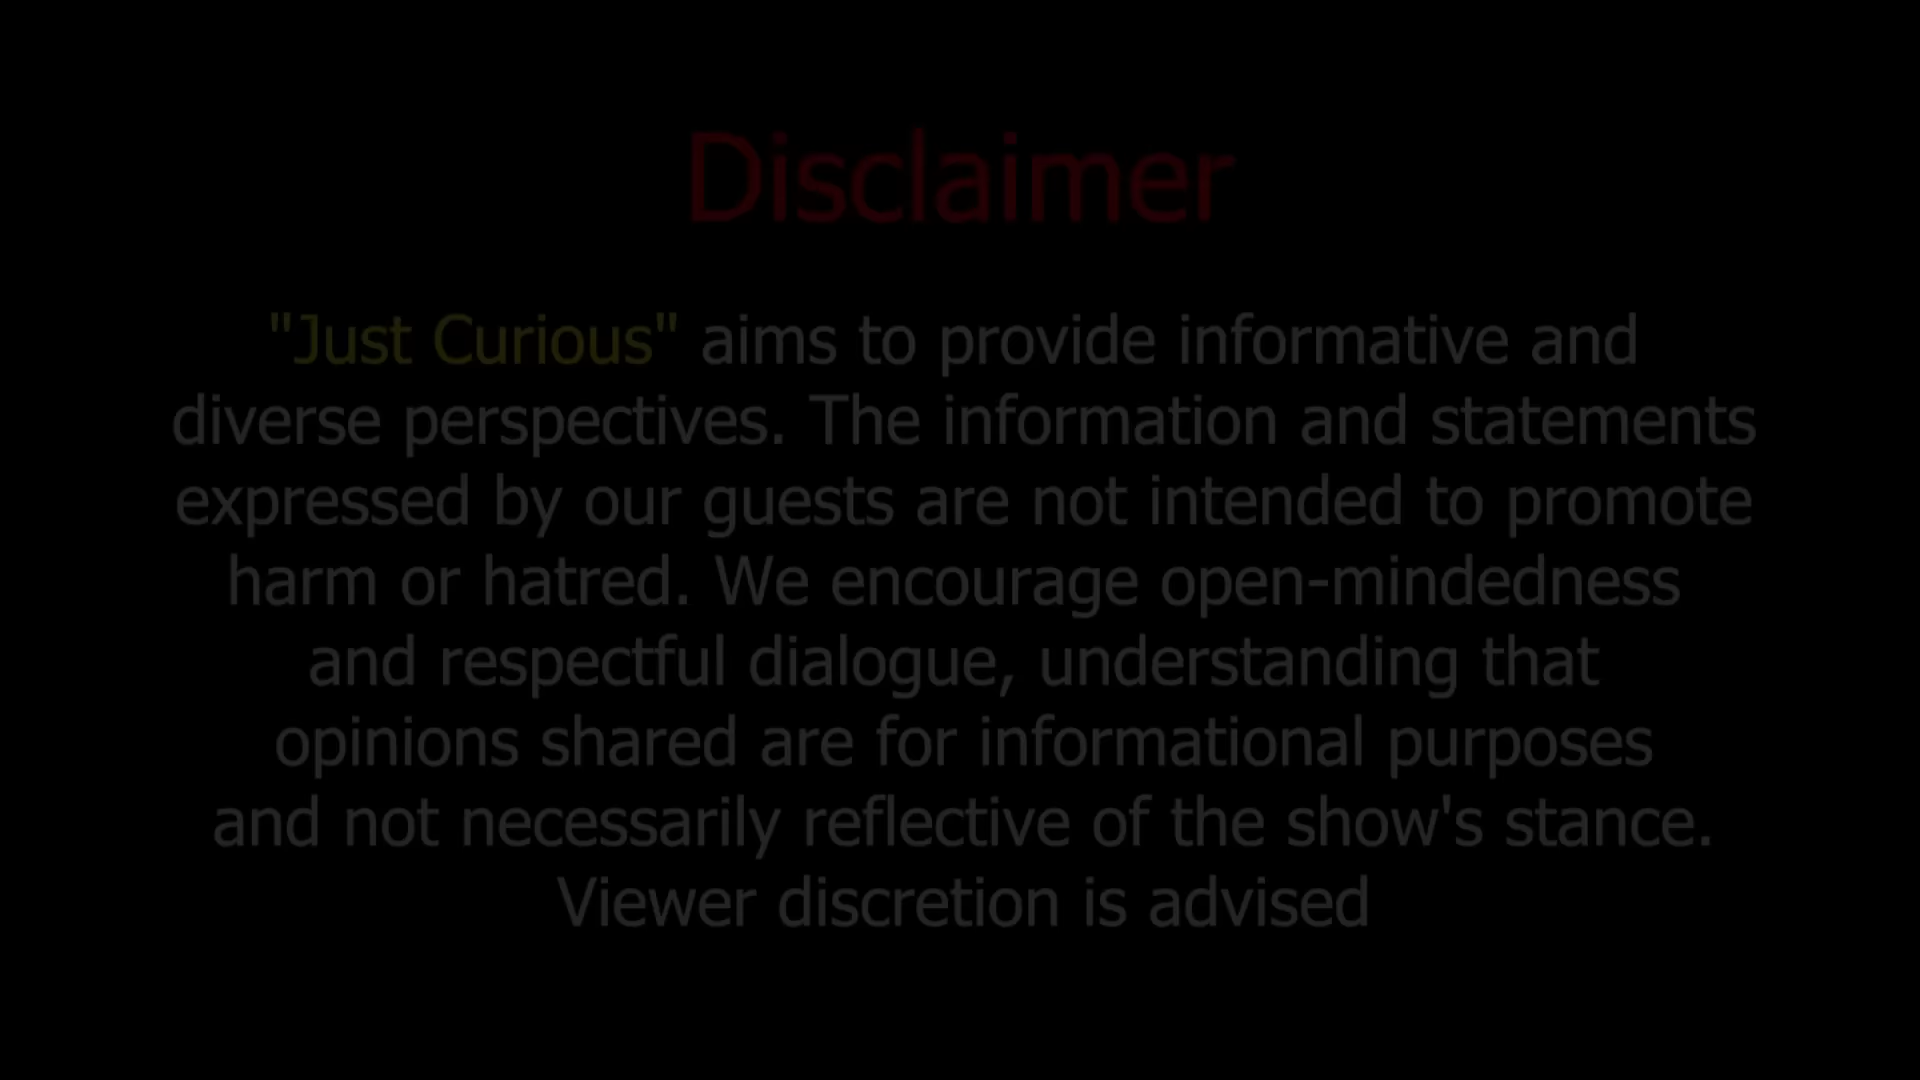 Disclaimer
"Just Curious" aims to provide informative and
diverse perspectives. The information and statements
expressed by our guests are not intended to promote
harm or hatred. We encourage open-mindedness
and respectful dialogue, understanding that
opinions shared are for informational purposes
and not necessarily reflective of the show's stance.
Viewer discretion is advised